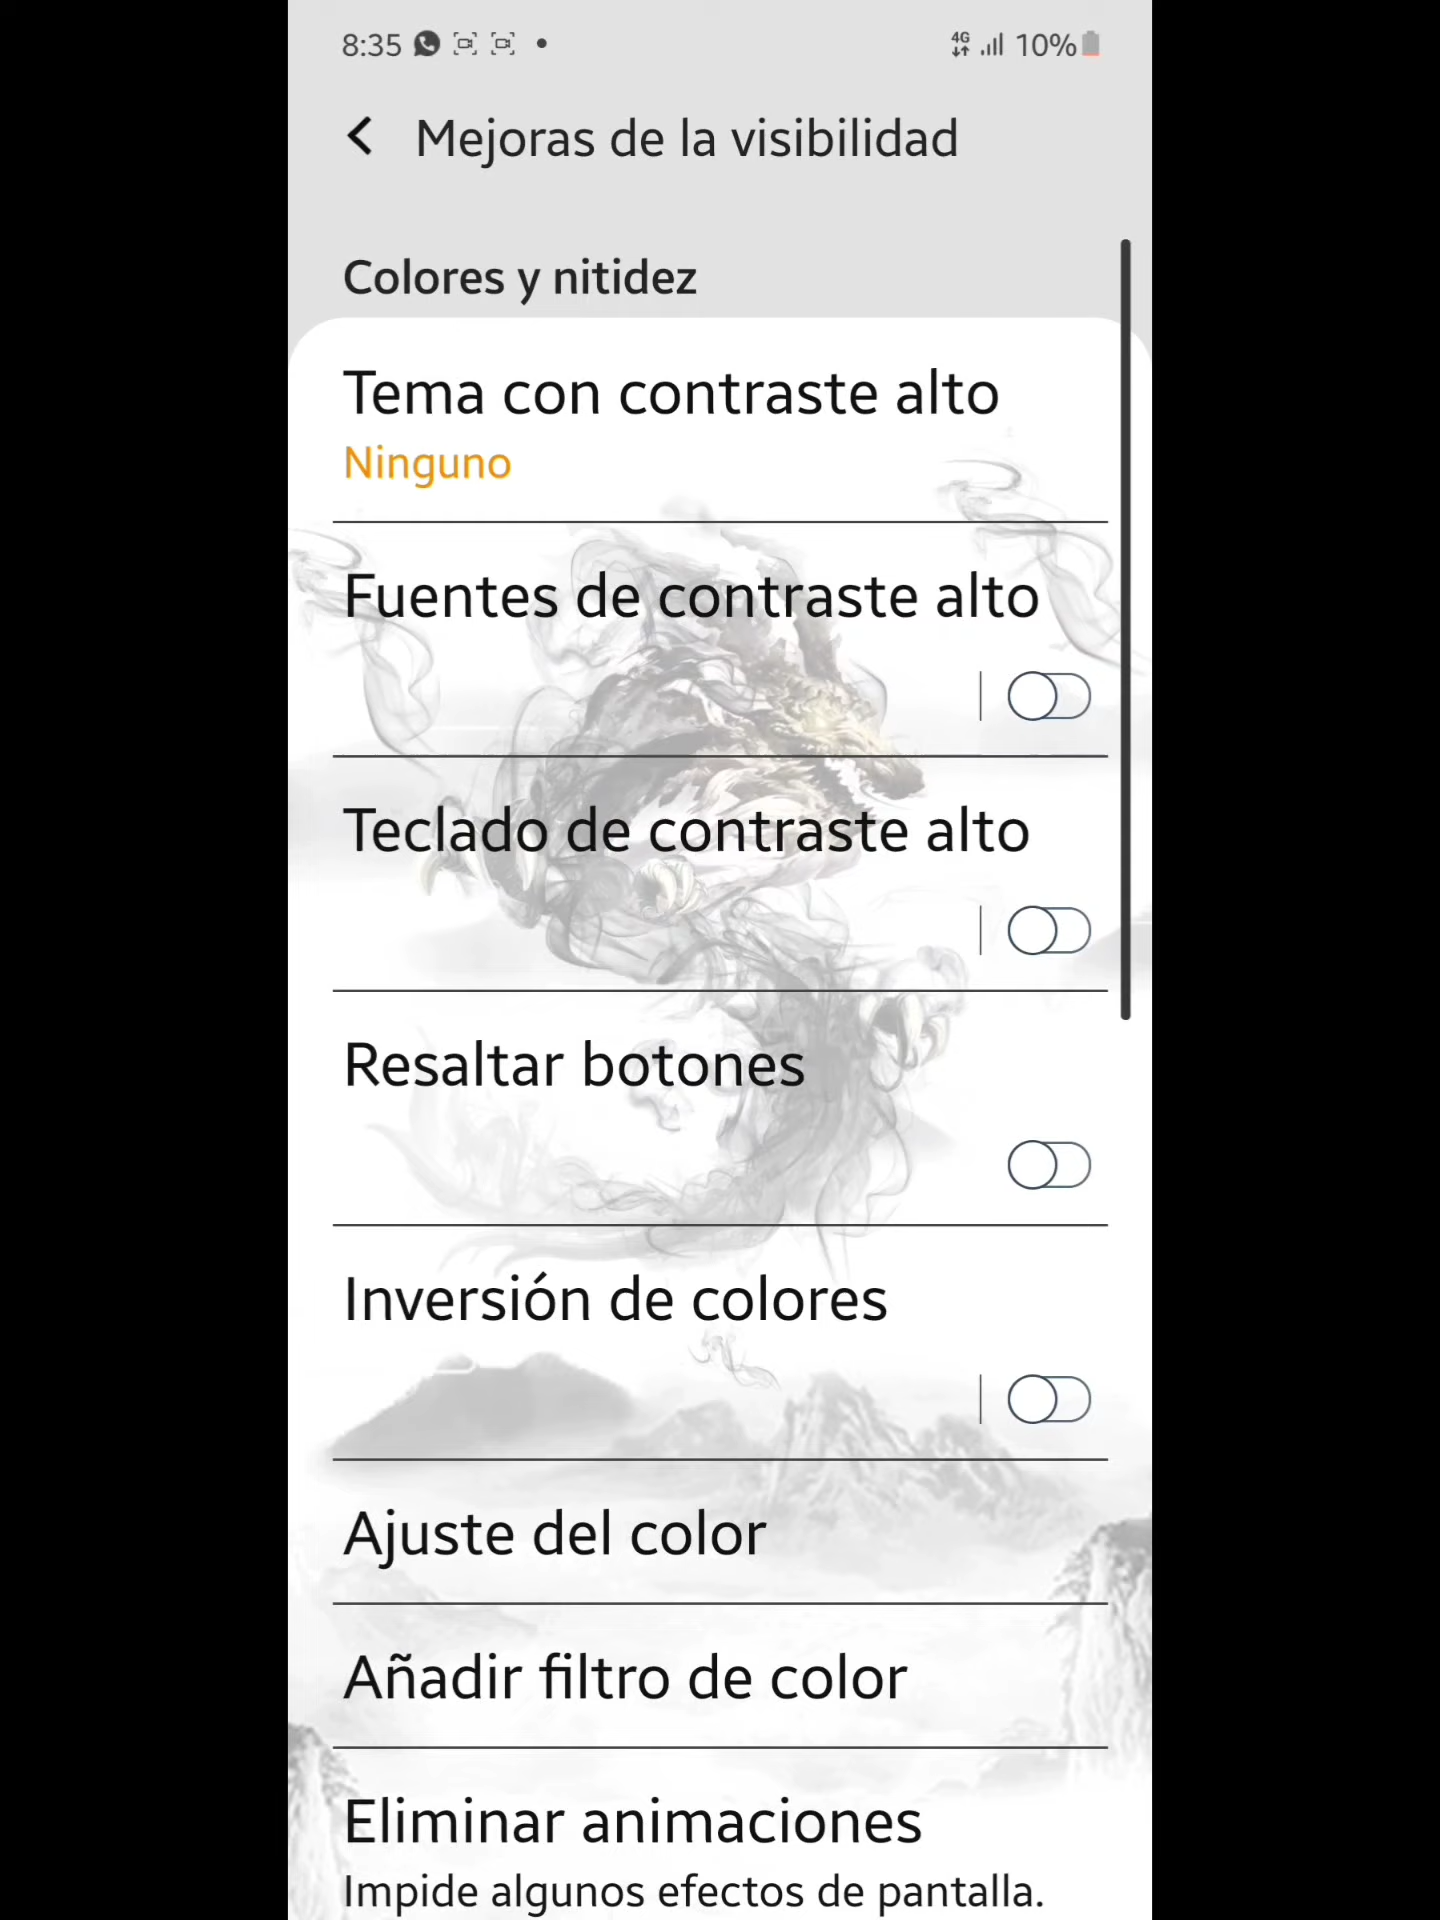 8:35
4G 10%
Mejoras de la visibilidad
Colores y nitidez
Tema con contraste alto
Ninguno
Fuentes de contraste alto
Teclado de contraste alto
Resaltar botones
Inversión de colores
Ajuste del color
Añadir filtro de color
Eliminar animaciones
Impide algunos efectos de pantalla.